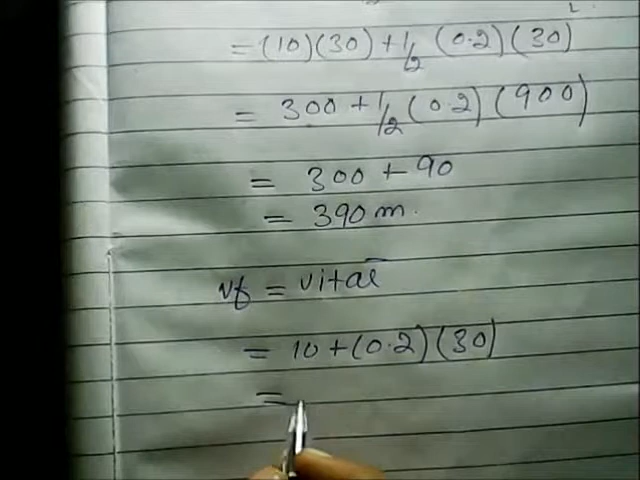 = (10)(30) + 1/2 (0.2)(30)
= 300 + 1/2 (0.2)(900)
= 300 + 90
= 390 m.
vf = vi + at
= 10 + (0.2)(30)
=